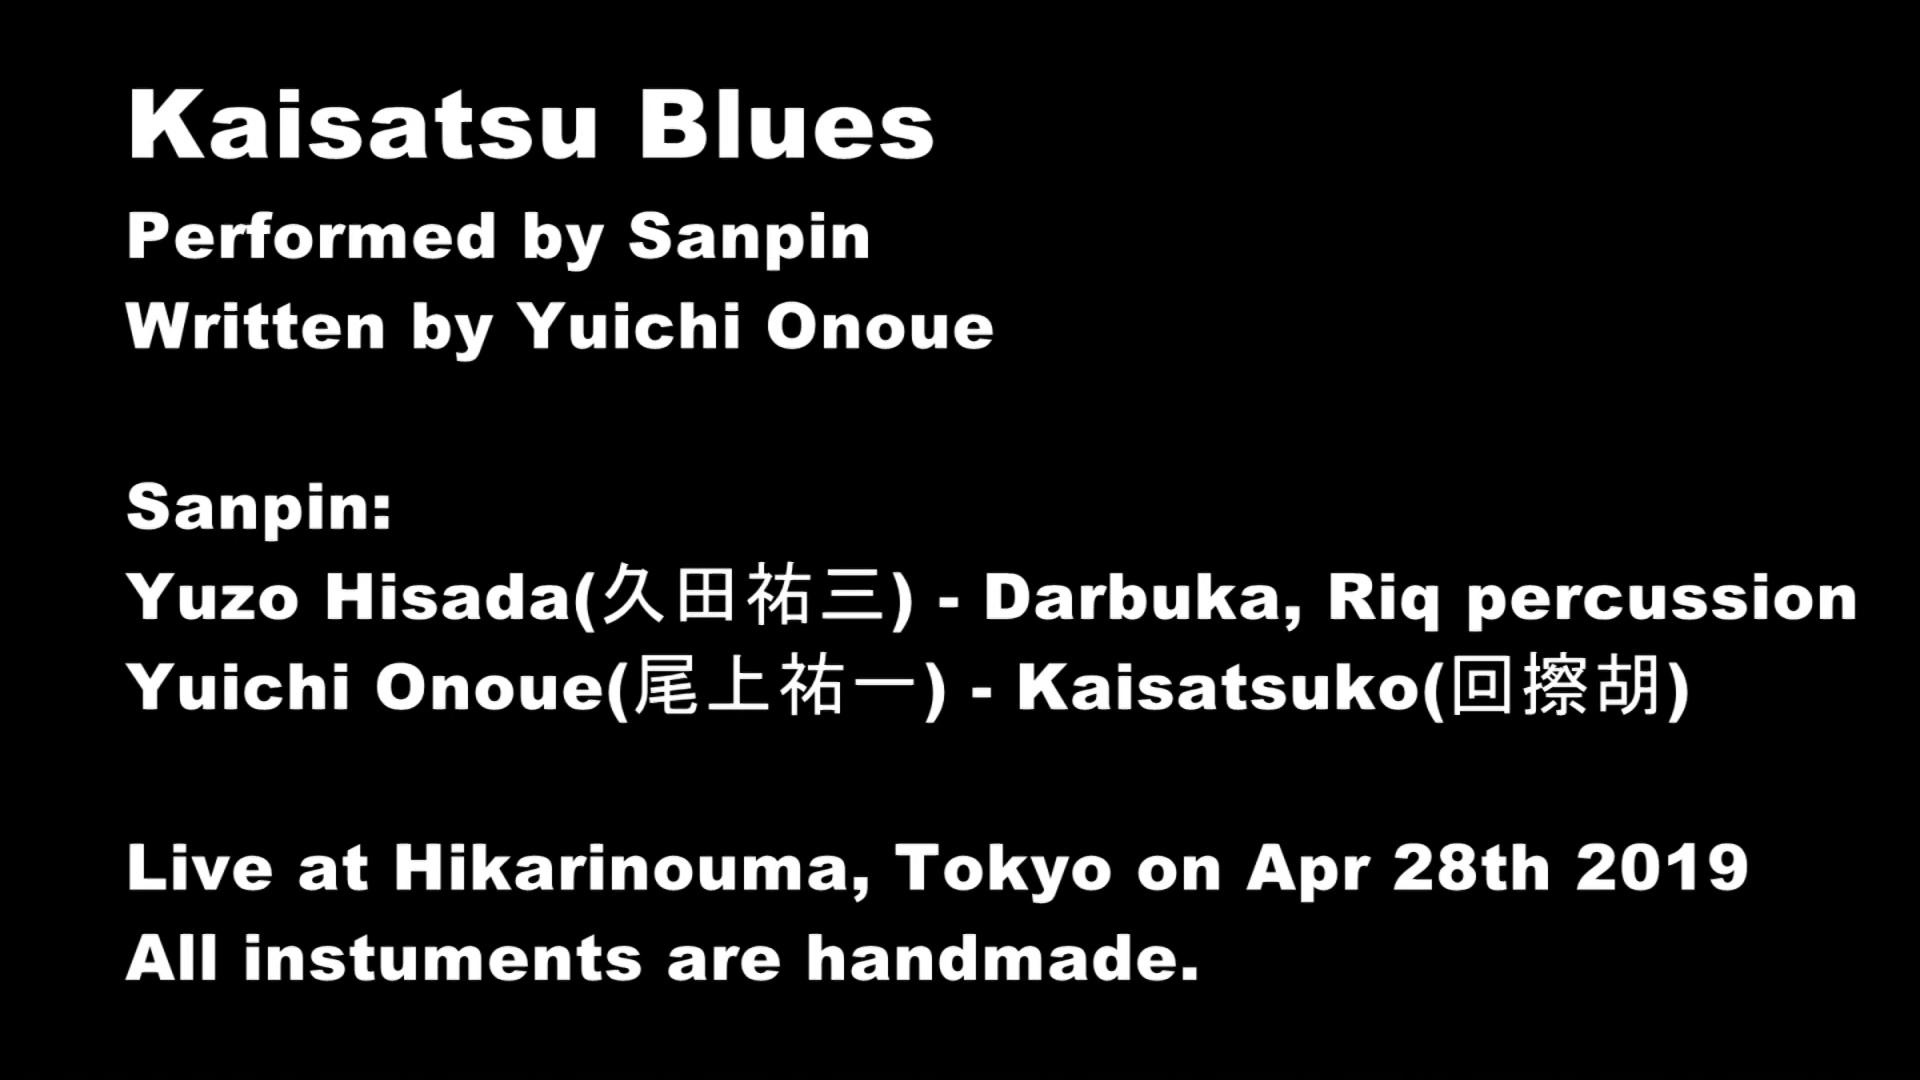 Kaisatsu Blues
Performed by Sanpin
Written by Yuichi Onoue
Sanpin:
Yuzo Hisada(久田祐三) - Darbuka, Riq percussion
Yuichi Onoue(尾上祐一) - Kaisatsuko(回擦胡)
Live at Hikarinouma, Tokyo on Apr 28th 2019
All instuments are handmade.